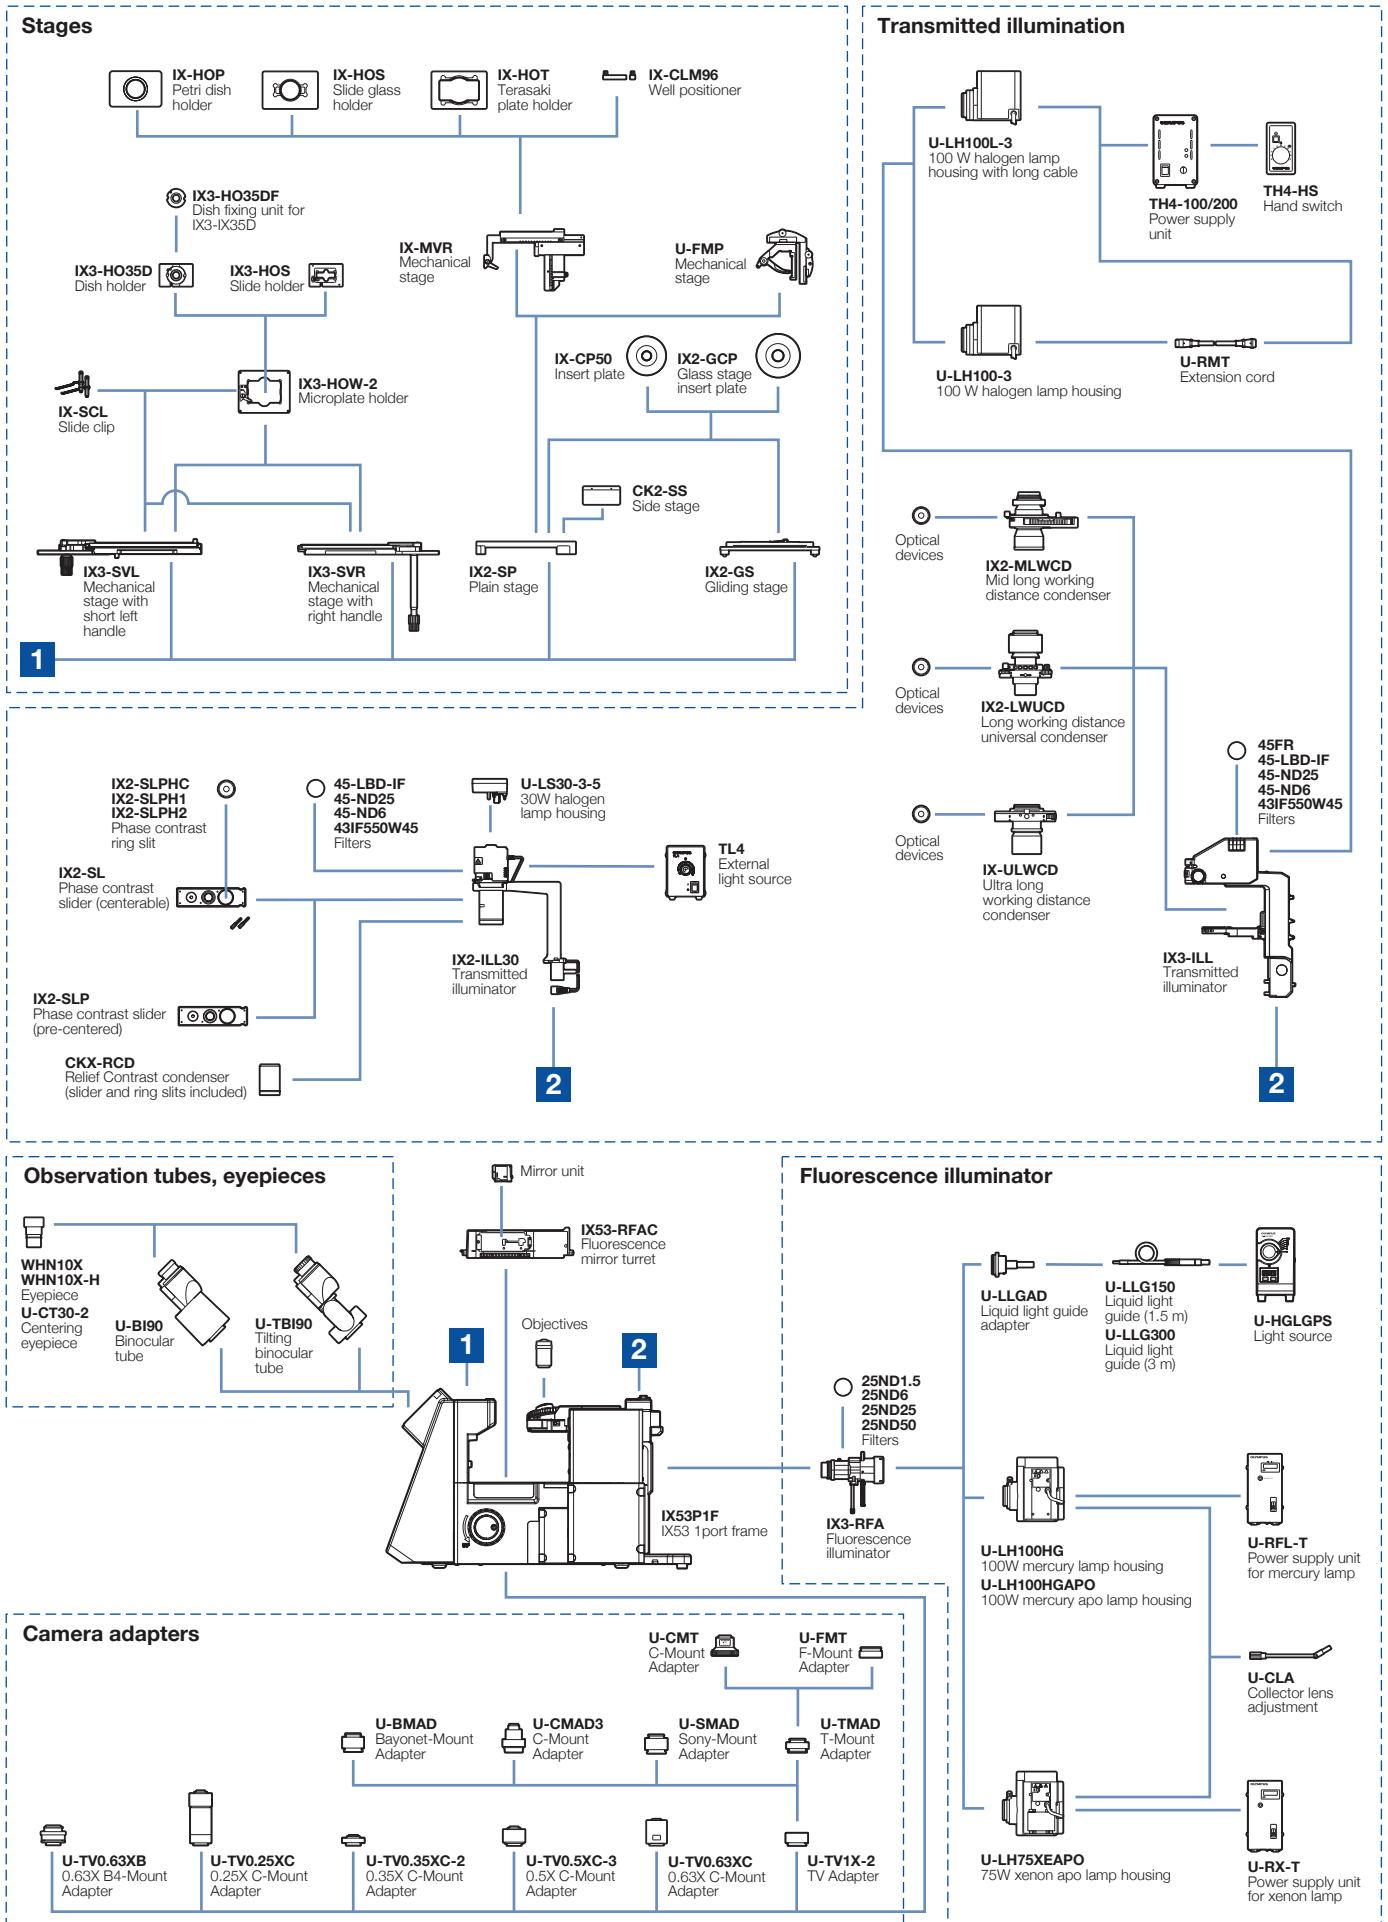 Stages
IX-HOP
Petri dish
holder
IX-HOS
Slide glass
holder
IX-HOT
Terasaki
plate holder
IX-CLM96
Well positioner
IX3-HO35DF
Dish fixing unit for
IX3-IX35D
IX-MVR
Mechanical
stage
U-FMP
Mechanical
stage
IX3-HO35D
Dish holder
IX3-HOS
Slide holder
IX-CP50
Insert plate
IX2-GCP
Glass stage
insert plate
IX-SCL
Slide clip
IX3-HOW-2
Microplate holder
CK2-SS
Side stage
IX3-SVL
Mechanical
stage with
short left
handle
IX3-SVR
Mechanical
stage with
right handle
IX2-SP
Plain stage
IX2-GS
Gliding stage
1
Transmitted illumination
U-LH100L-3
100 W halogen lamp
housing with long cable
TH4-100/200
Power supply
unit
TH4-HS
Hand switch
U-LH100-3
100 W halogen lamp housing
U-RMT
Extension cord
Optical
devices
IX2-MLWCD
Mid long working
distance condenser
Optical
devices
IX2-LWUCD
Long working distance
universal condenser
Optical
devices
IX-ULWCD
Ultra long
working distance
condenser
45FR
45-LBD-IF
45-ND25
45-ND6
43IF550W45
Filters
IX3-ILL
Transmitted
illuminator
2
IX2-SLPHC
IX2-SLPH1
IX2-SLPH2
Phase contrast
ring slit
45-LBD-IF
45-ND25
45-ND6
43IF550W45
Filters
U-LS30-3-5
30W halogen
lamp housing
TL4
External
light source
IX2-SL
Phase contrast
slider (centerable)
IX2-ILL30
Transmitted
illuminator
IX2-SLP
Phase contrast slider
(pre-centered)
CKX-RCD
Relief Contrast condenser
(slider and ring slits included)
2
Observation tubes, eyepieces
WHN10X
WHN10X-H
Eyepiece
U-CT30-2
Centering
eyepiece
U-BI90
Binocular
tube
U-TBI90
Tilting
binocular
tube
Mirror unit
IX53-RFAC
Fluorescence
mirror turret
Objectives
1
2
IX53P1F
IX53 1port frame
Fluorescence illuminator
U-LLGAD
Liquid light guide
adapter
U-LLG150
Liquid light
guide (1.5 m)
U-LLG300
Liquid light
guide (3 m)
U-HGLGPS
Light source
25ND1.5
25ND6
25ND25
25ND50
Filters
IX3-RFA
Fluorescence
illuminator
U-LH100HG
100W mercury lamp housing
U-LH100HGAPO
100W mercury apo lamp housing
U-RFL-T
Power supply unit
for mercury lamp
U-CLA
Collector lens
adjustment
U-LH75XEAPO
75W xenon apo lamp housing
U-RX-T
Power supply unit
for xenon lamp
Camera adapters
U-CMT
C-Mount
Adapter
U-FMT
F-Mount
Adapter
U-BMAD
Bayonet-Mount
Adapter
U-CMAD3
C-Mount
Adapter
U-SMAD
Sony-Mount
Adapter
U-TMAD
T-Mount
Adapter
U-TV0.63XB
0.63X B4-Mount
Adapter
U-TV0.25XC
0.25X C-Mount
Adapter
U-TV0.35XC-2
0.35X C-Mount
Adapter
U-TV0.5XC-3
0.5X C-Mount
Adapter
U-TV0.63XC
0.63X C-Mount
Adapter
U-TV1X-2
TV Adapter